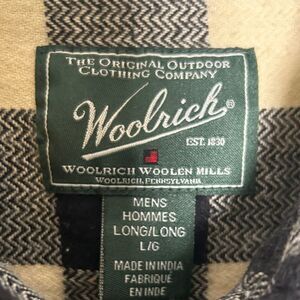 THE ORIGINAL OUTDOOR
CLOTHING COMPANY
Woolrich®
EST. 1830
WOOLRICH WOOLEN MILLS
WOOLRICH, PENNSYLVANIA
MENS
HOMMES
LONG/LONG
L/G
MADE IN INDIA
FABRIQUÉ
EN INDE